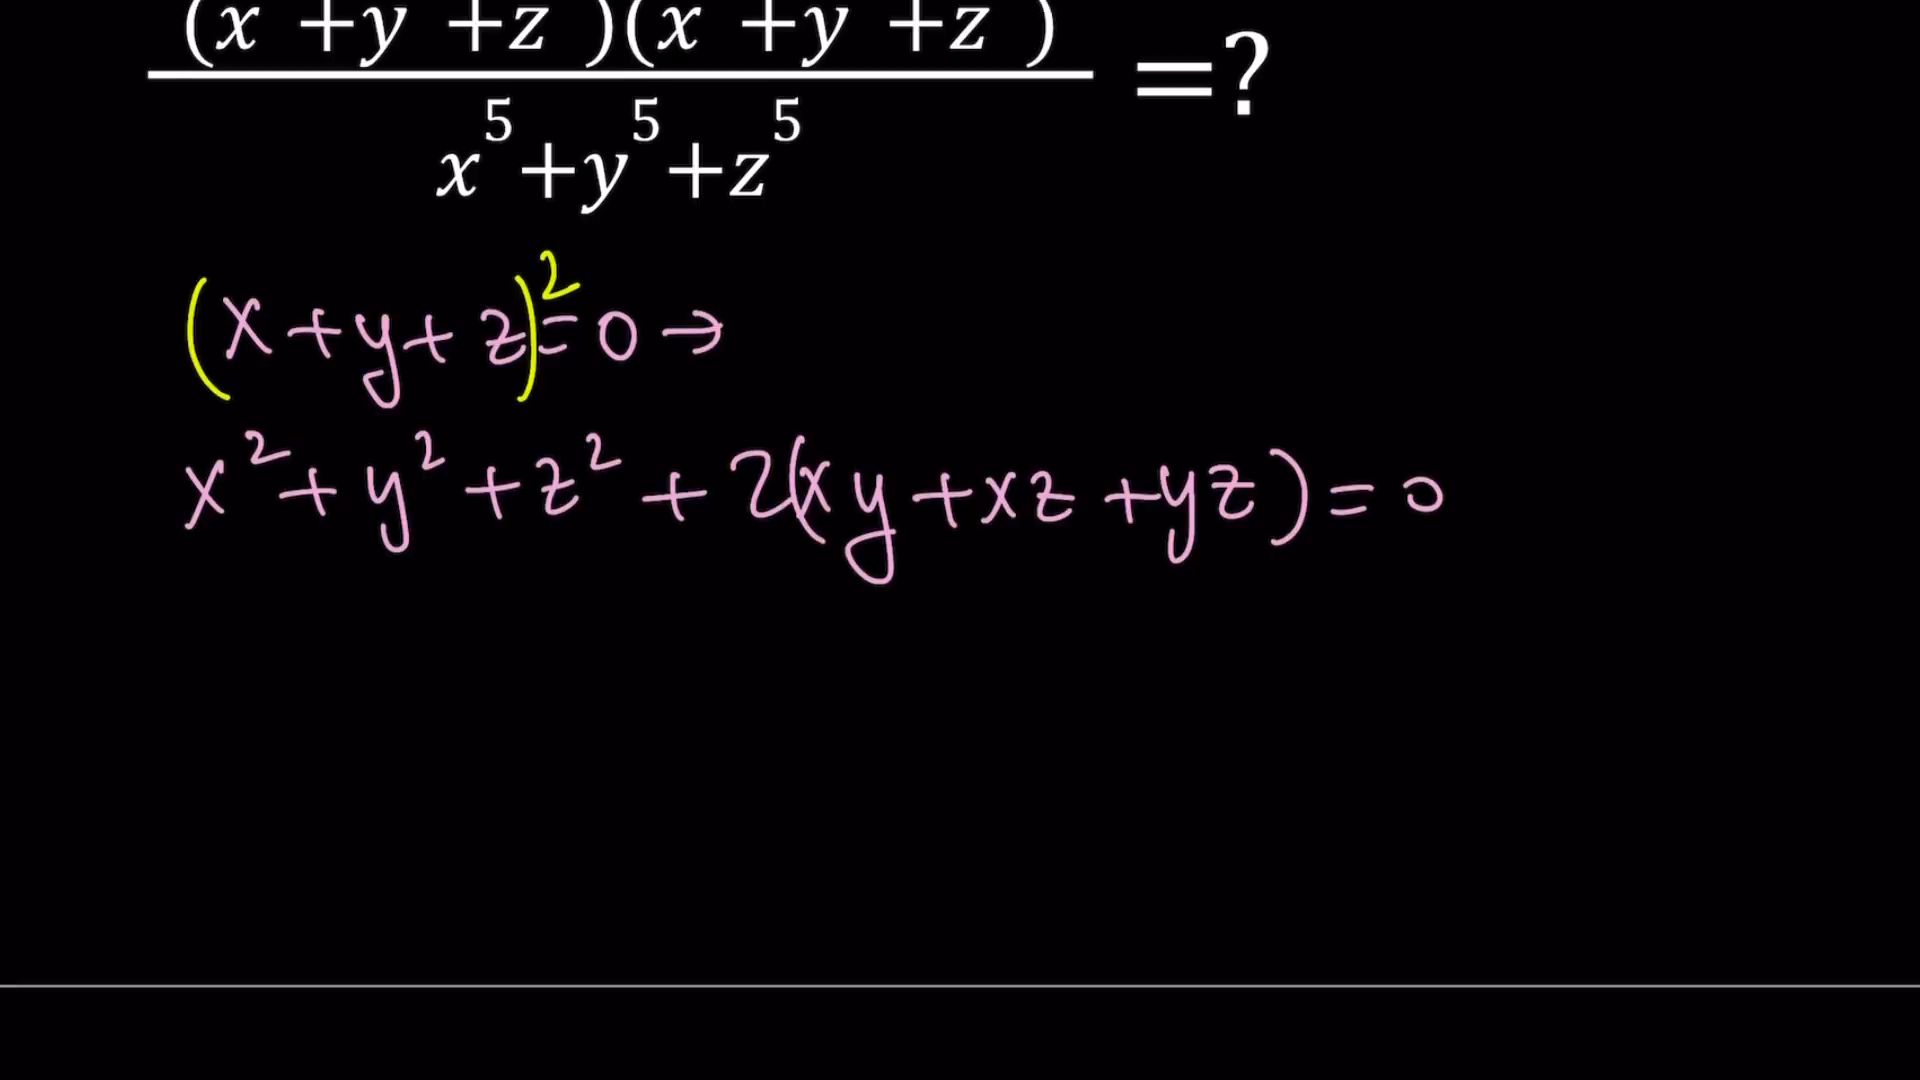 (x +y +z )(x +y +z )
=?
x⁵+y⁵+z⁵
(x+y+z)²=0→
x²+y²+z²+2(xy+xz+yz)=0